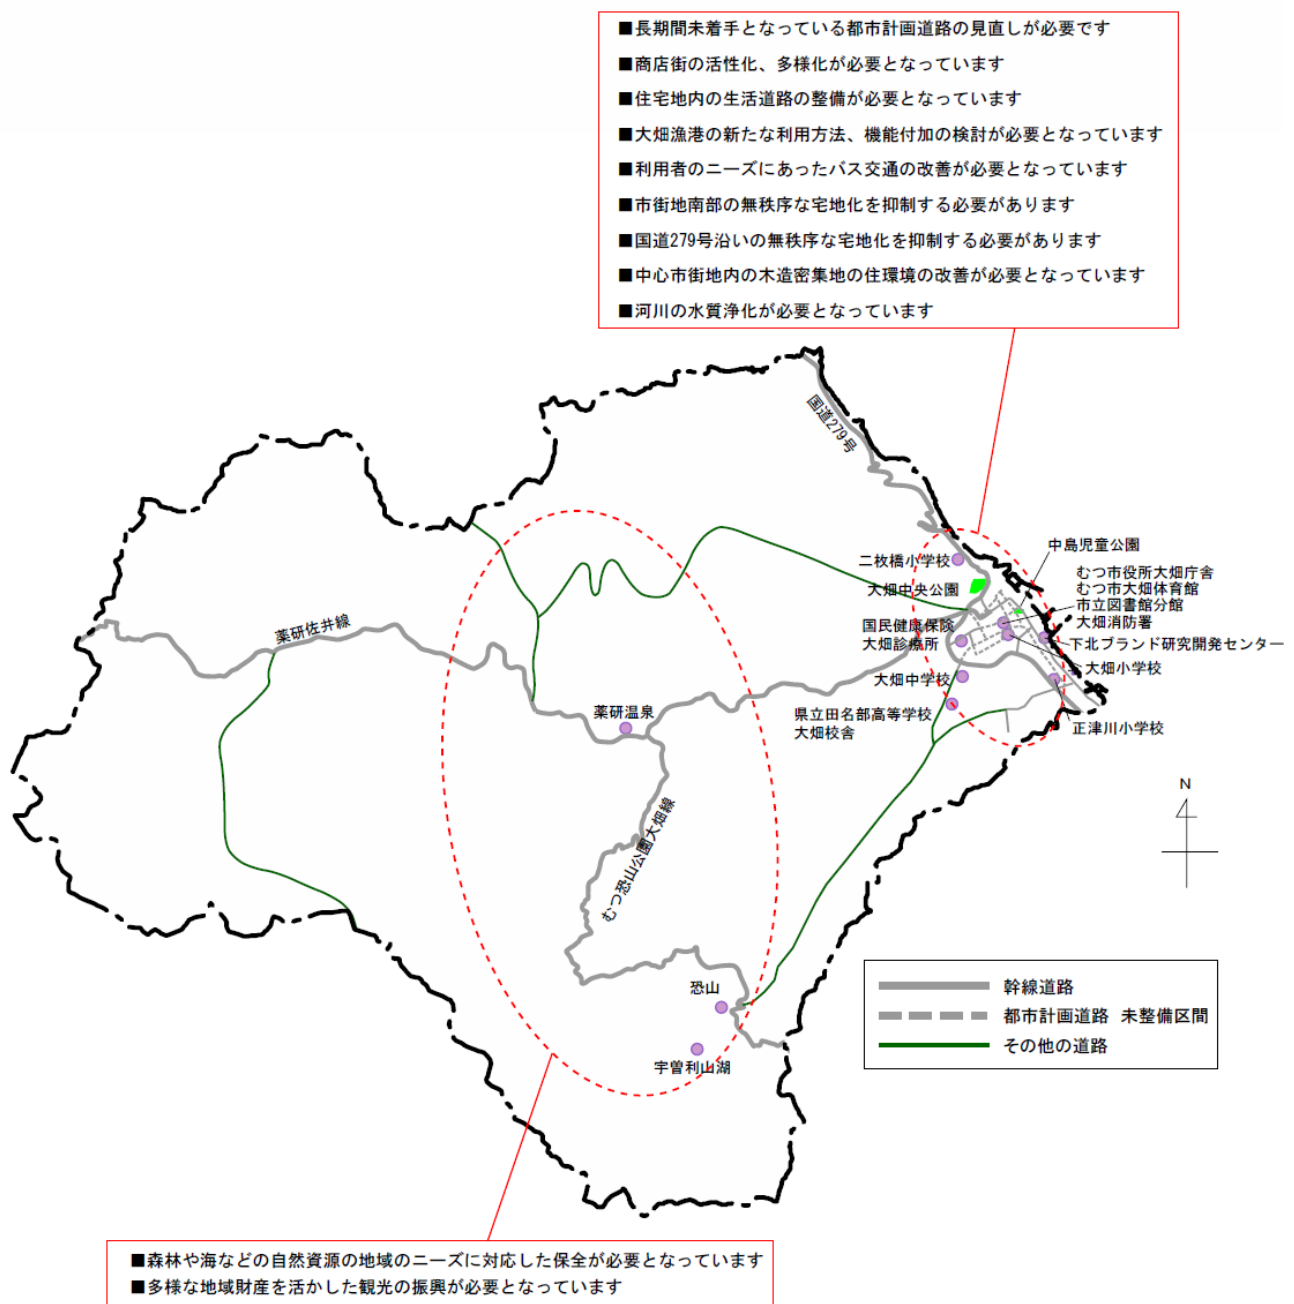 ■長期間未着手となっている都市計画道路の見直しが必要です
■商店街の活性化、多様化が必要となっています
■住宅地内の生活道路の整備が必要となっています
■大畑漁港の新たな利用方法、機能付加の検討が必要となっています
■利用者のニーズにあったバス交通の改善が必要となっています
■市街地南部の無秩序な宅地化を抑制する必要があります
■国道279号沿いの無秩序な宅地化を抑制する必要があります
■中心市街地内の木造密集地の住環境の改善が必要となっています
■河川の水質浄化が必要となっています
国道279号
中島児童公園
二枚橋小学校
むつ市役所大畑庁舎
むつ市大畑体育館
大畑中央公園
市立図書館分館
大畑消防署
国民健康保険
大畑診療所
下北ブランド研究開発センター
大畑小学校
大畑中学校
薬研佐井線
薬研温泉
県立田名部高等学校
大畑校舎
正津川小学校
むつ恐山公園大畑線
N
恐山
宇曽利山湖
幹線道路
都市計画道路 未整備区間
その他の道路
■森林や海などの自然資源の地域のニーズに対応した保全が必要となっています
■多様な地域財産を活かした観光の振興が必要となっています